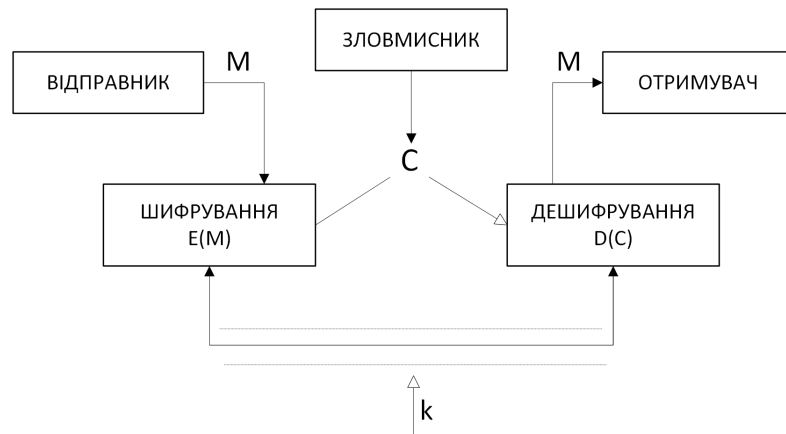 ЗЛОВМИСНИК
ВІДПРАВНИК
M
M
ОТРИМУВАЧ
C
ШИФРУВАННЯ
E(M)
ДЕШИФРУВАННЯ
D(C)
k